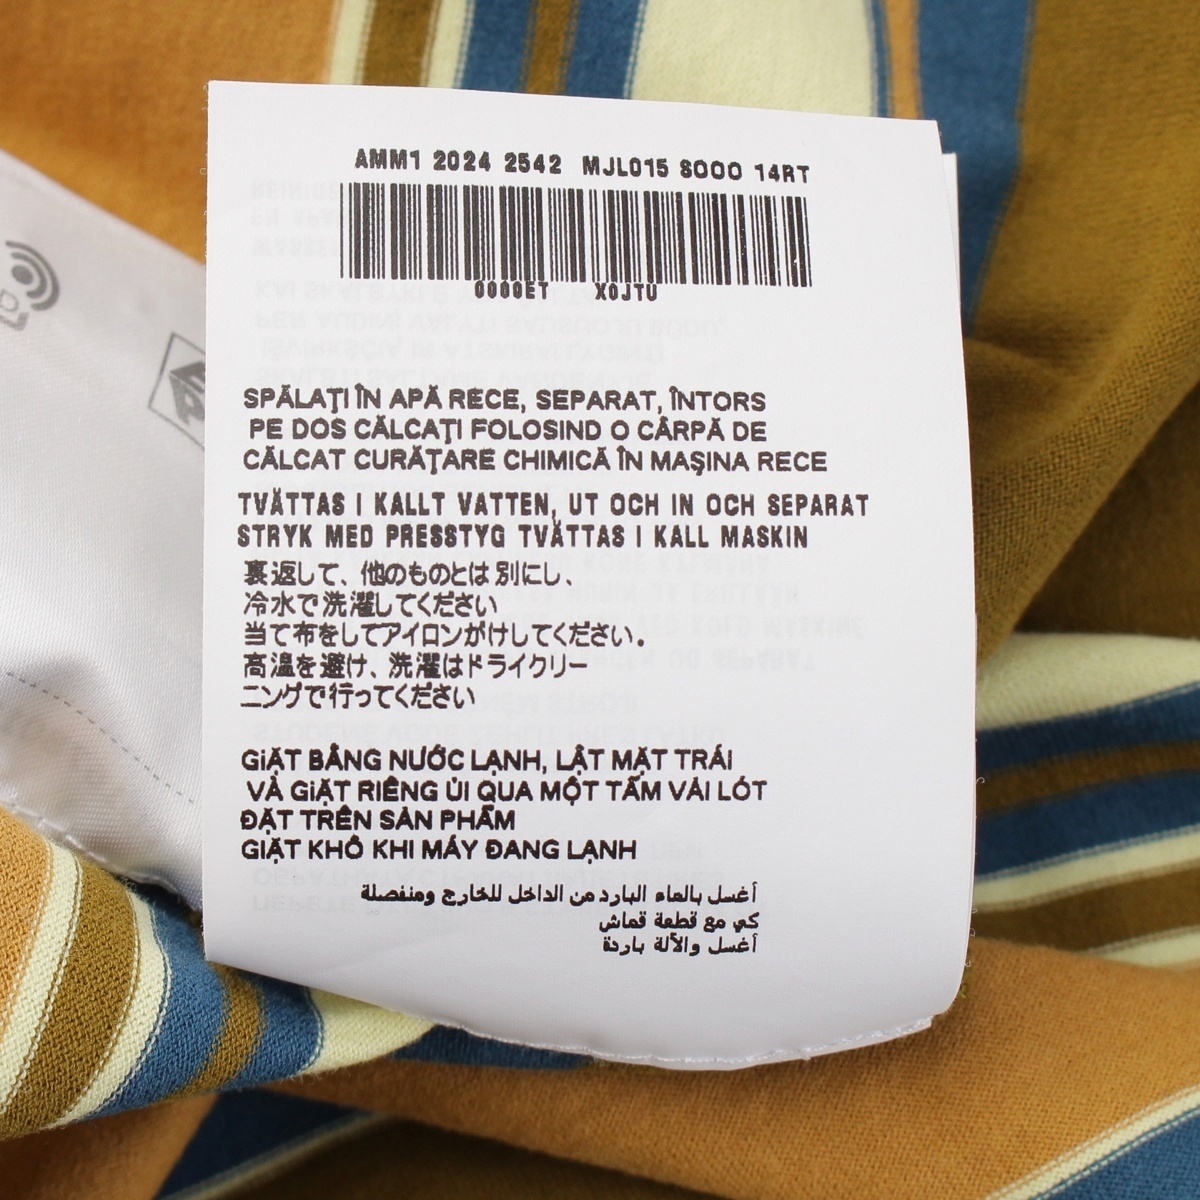 AMM1 2024 2542 MJL015 S000 14RT
0000ET X0JTU
SPĂLAŢI ÎN APĂ RECE, SEPARAT, ÎNTORS
PE DOS CĂLCAŢI FOLOSIND O CÂRPĂ DE
CĂLCAT CURĂŢARE CHIMICĂ ÎN MAŞINA RECE
TVÄTTAS I KALLT VATTEN, UT OCH IN OCH SEPARAT
STRYK MED PRESSTYG TVÄTTAS I KALL MASKIN
裏返して、他のものとは別にし、
冷水で洗濯してください
当て布をしてアイロンがけしてください。
高温を避け、洗濯はドライクリー
ニングで行ってください
GIẶT BẰNG NƯỚC LẠNH, LẬT MẶT TRÁI
VÀ GIẶT RIÊNG ỦI QUA MỘT TẤM VẢI LÓT
ĐẶT TRÊN SẢN PHẨM
GIẶT KHÔ KHI MÁY ĐANG LẠNH
أغسل بالماء البارد من الداخل للخارج ومنفصلة
كي مع قطعة قماش
أغسل والألة باردة